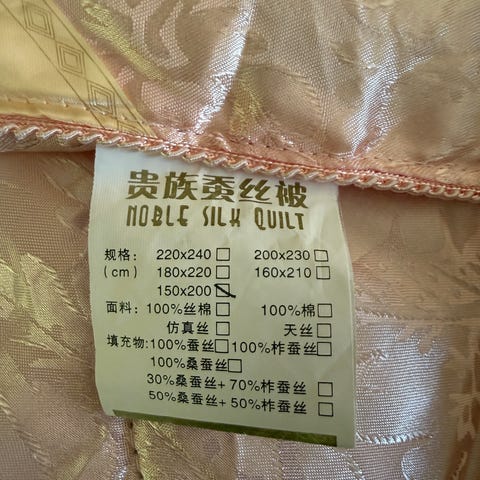 贵族蚕丝被
NOBLE SILK QUILT
规格: 220x240□ 200x230□
(cm) 180x220□ 160x210□
150x200☑
面料: 100%丝棉□ 100%棉□
仿真丝□ 天丝□
填充物:100%蚕丝□100%柞蚕丝□
100%桑蚕丝□
30%桑蚕丝+70%柞蚕丝□
50%桑蚕丝+50%柞蚕丝□